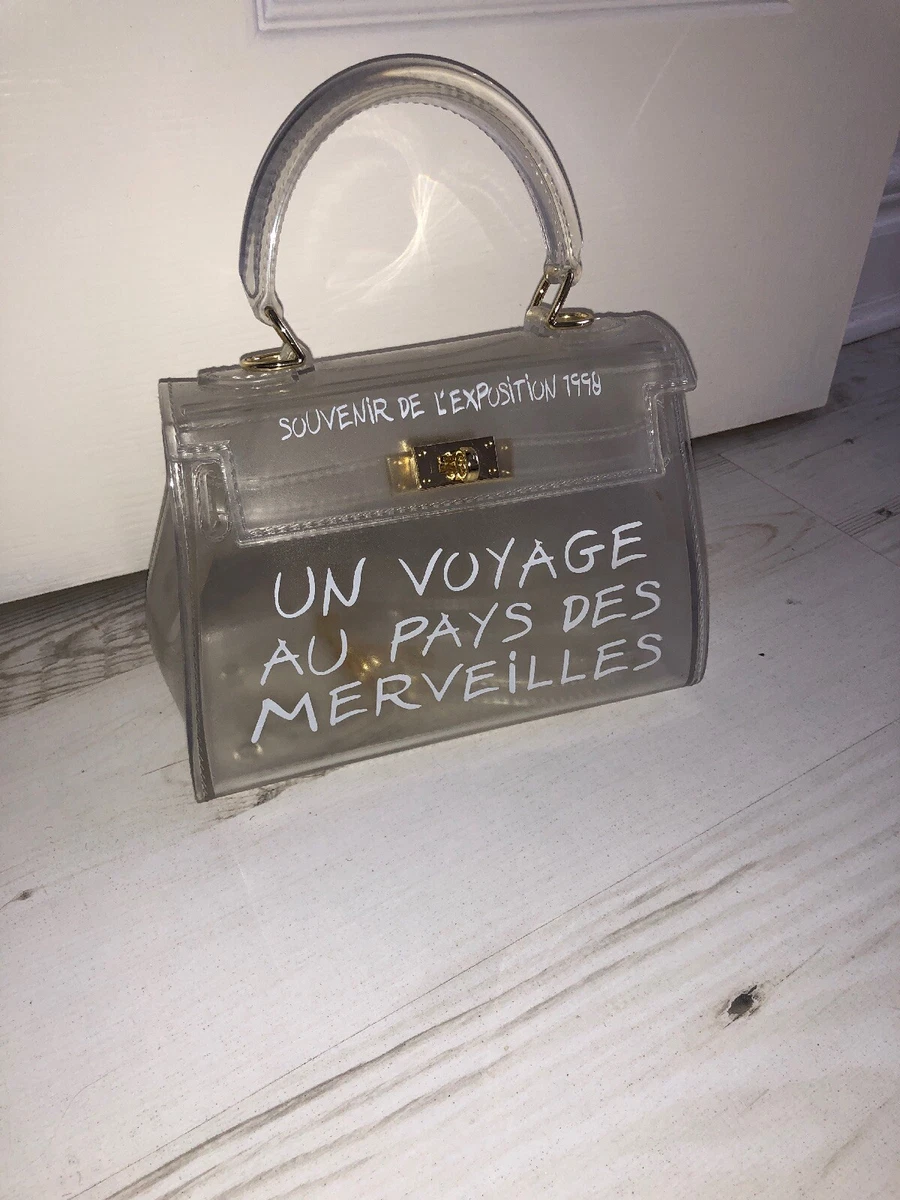 SOUVENIR DE L'EXPOSITION 1998
UN VOYAGE
AU PAYS DES
MERVEILLES